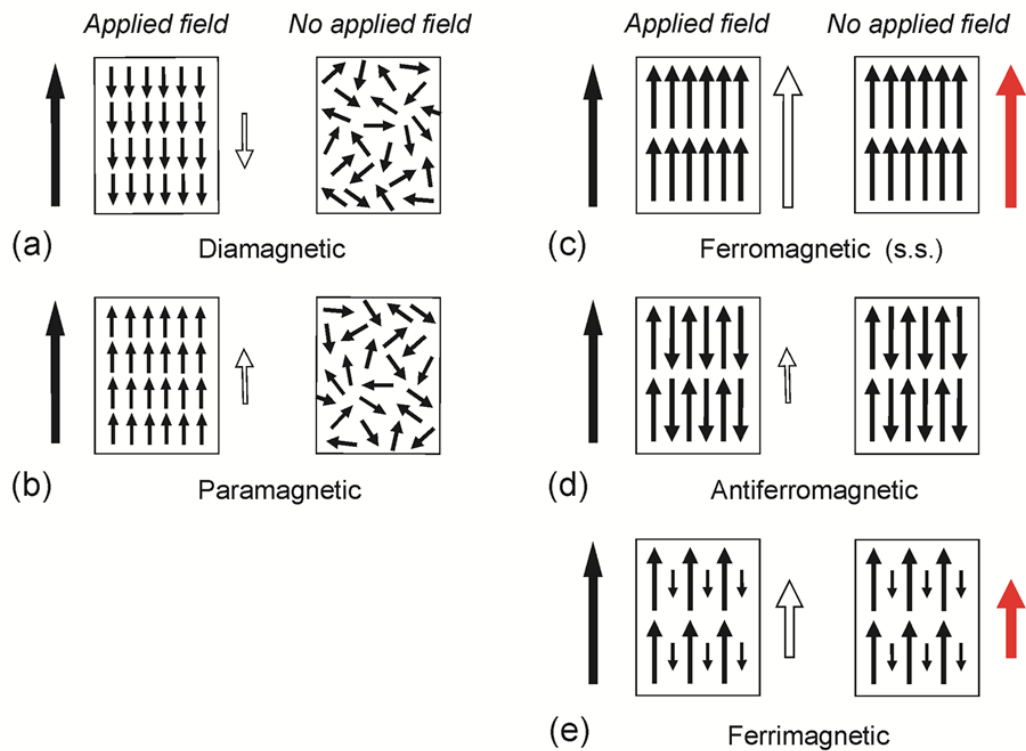 Applied field No applied field
(a) Diamagnetic
(b) Paramagnetic
Applied field No applied field
(c) Ferromagnetic (s.s.)
(d) Antiferromagnetic
(e) Ferrimagnetic